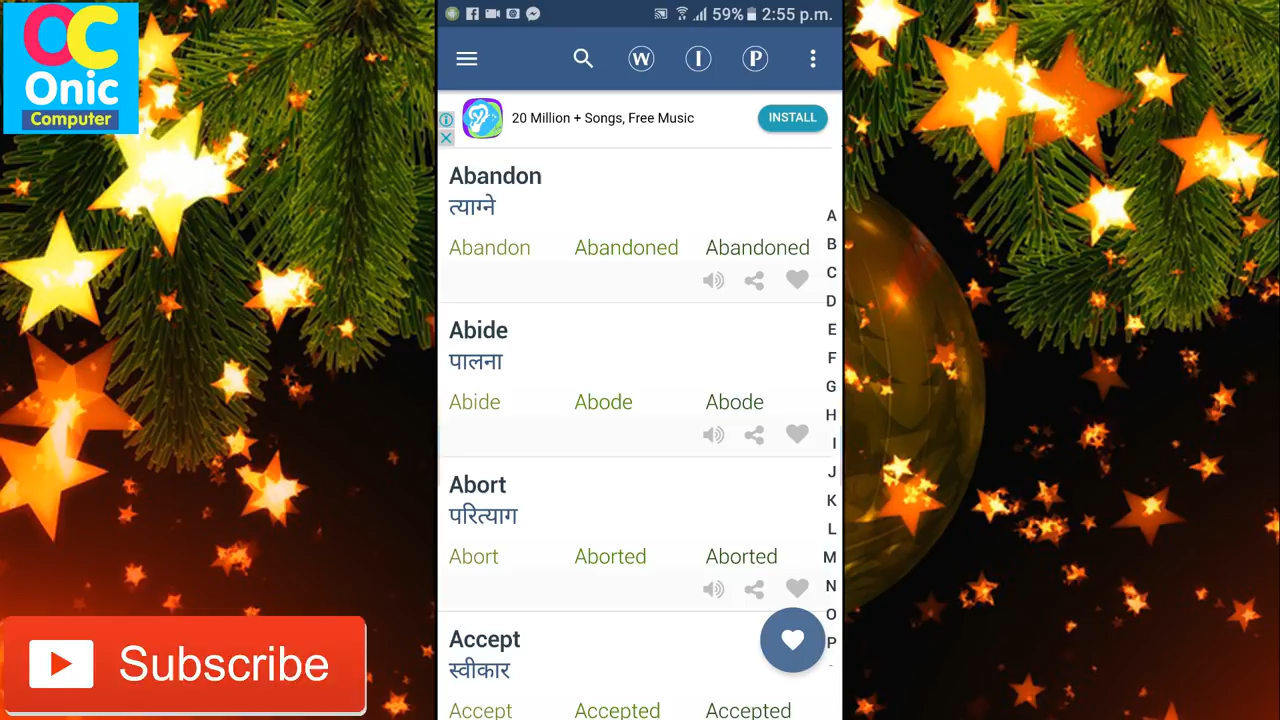 OC
Onic
Computer
59% 2:55 p.m.
W I P
20 Million + Songs, Free Music
INSTALL
Abandon
त्याग्ने
Abandon Abandoned Abandoned
Abide
पालना
Abide Abode Abode
Abort
परित्याग
Abort Aborted Aborted
Accept
स्वीकार
Accept Accepted Accepted
A
B
C
D
E
F
G
H
I
J
K
L
M
N
O
P
Subscribe